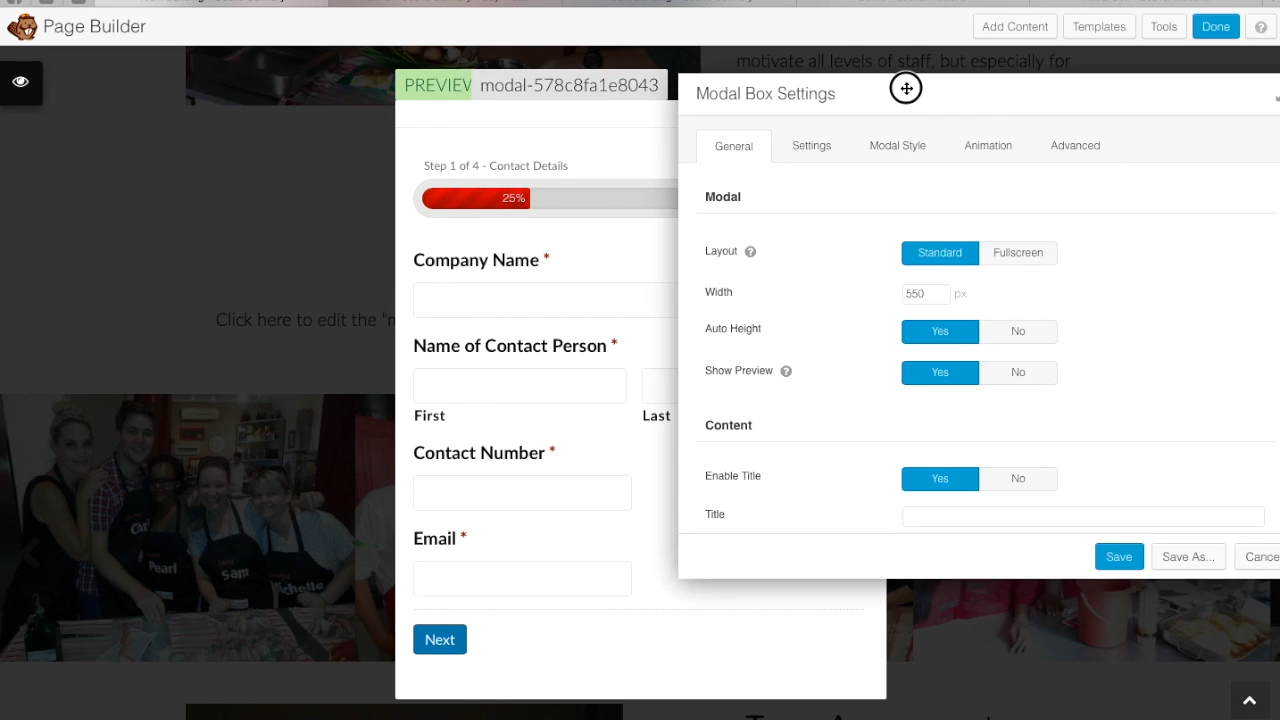 Page Builder
Add Content
Templates
Tools
Done
?
motivate all levels of staff, but especially for
PREVIEW modal-578c8fa1e8043
Modal Box Settings
General
Settings
Modal Style
Animation
Advanced
Step 1 of 4 - Contact Details
25%
Modal
Layout ?
Standard
Fullscreen
Company Name *
Width
550 px
Click here to edit the "m
Auto Height
Yes
No
Name of Contact Person *
Show Preview ?
Yes
No
First
Last
Content
Contact Number *
Enable Title
Yes
No
Title
Email *
Save
Save As...
Cance
Next
Pearl
Sam